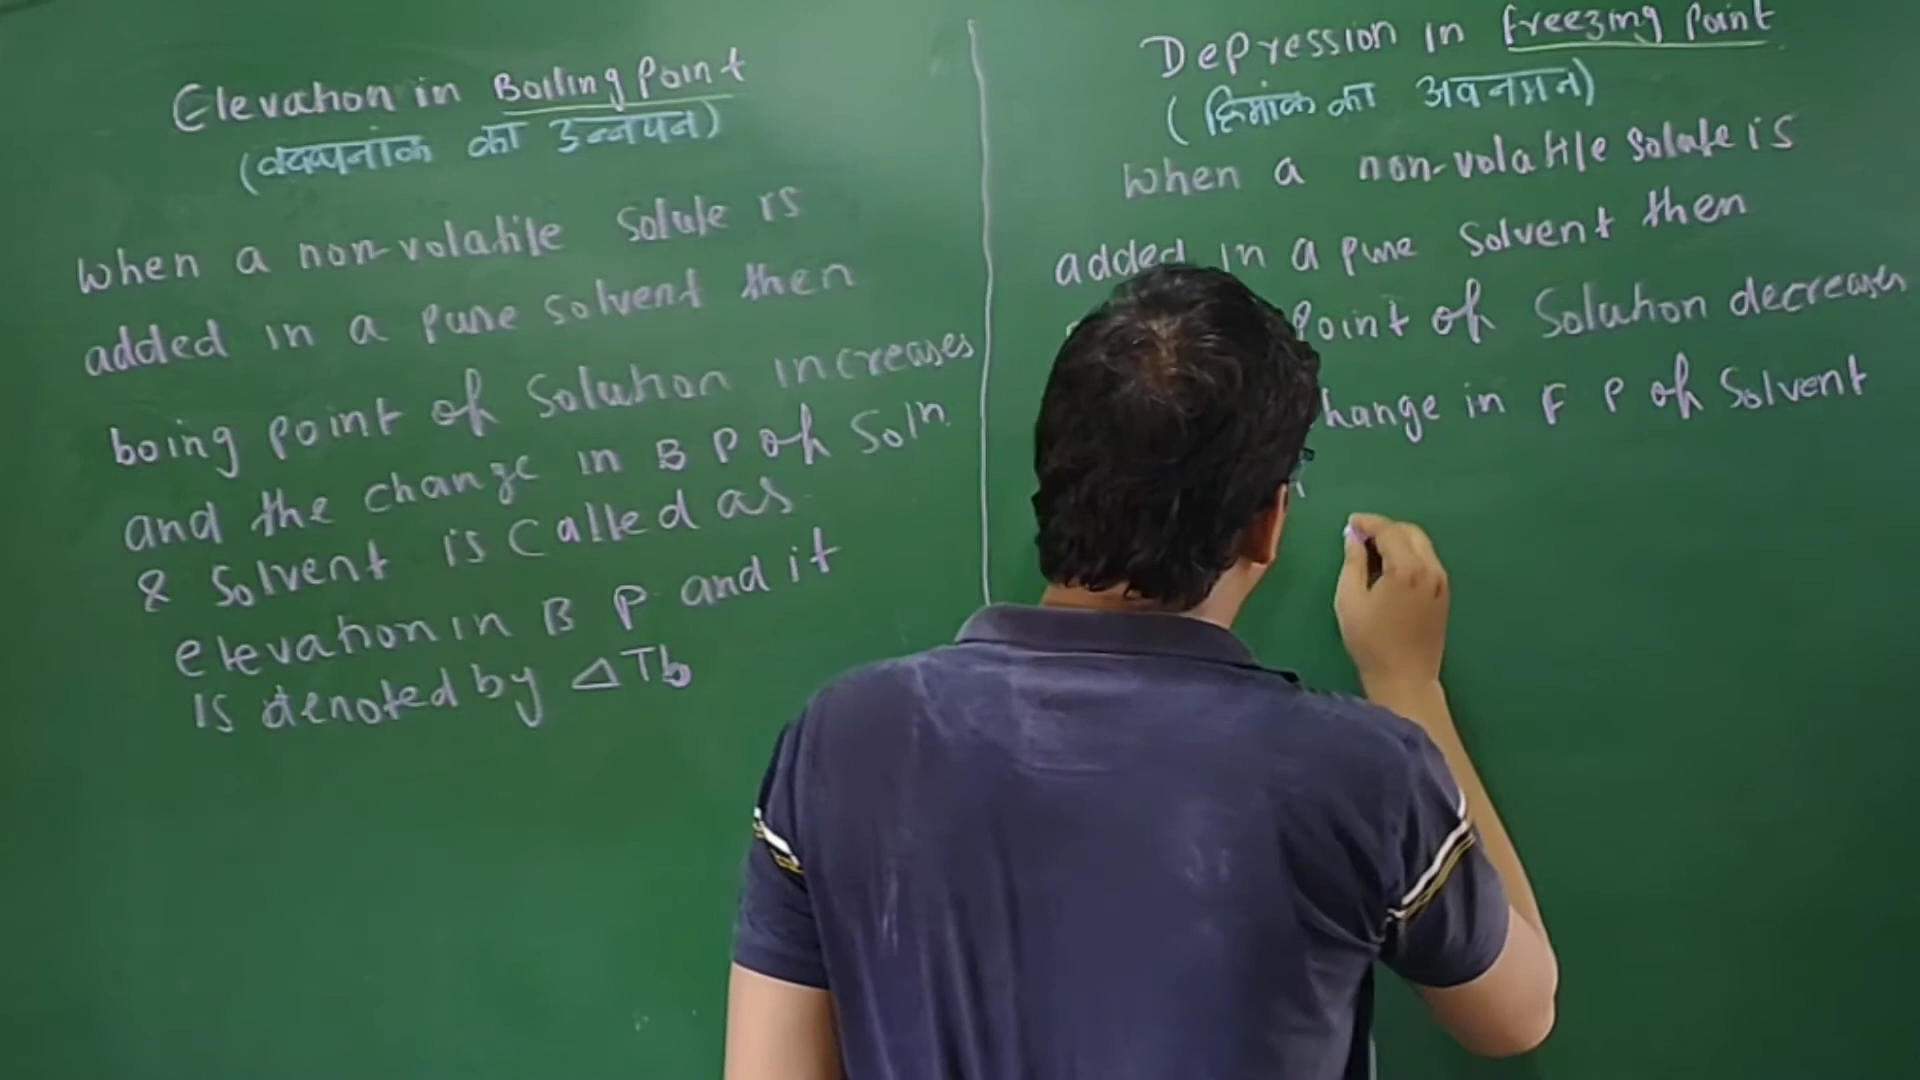 Elevation in Boiling Point
(क्वथनांक का उन्नयन)
when a non-volatile solute is
added in a pure solvent then
boing point of Solution increases
and the change in B P of Soln.
& Solvent is Called as
elevation in B P and it
is denoted by △Tb
Depression in freezing Point
(हिमांक का अवनमन)
when a non-volatile solute is
added in a pure Solvent then
Point of Solution decreases
hange in F P of Solvent